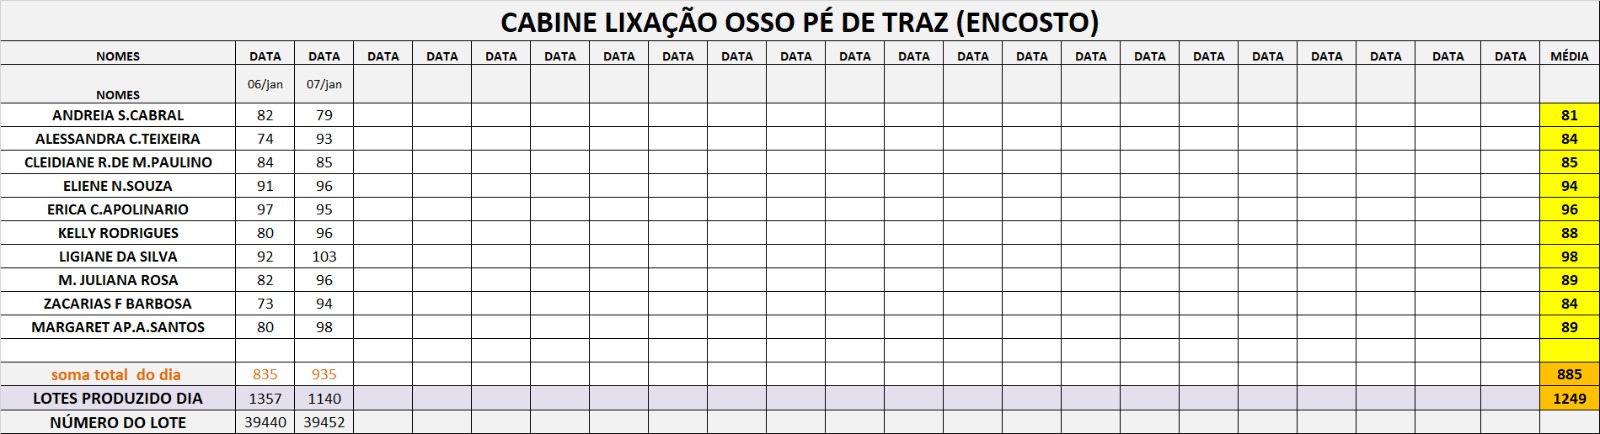 CABINE LIXAÇÃO OSSO PÉ DE TRAZ (ENCOSTO)
NOMES DATA DATA DATA DATA DATA DATA DATA DATA DATA DATA DATA DATA DATA DATA DATA DATA DATA DATA DATA DATA DATA DATA MÉDIA
NOMES 06/jan 07/jan
ANDREIA S.CABRAL 82 79 81
ALESSANDRA C.TEIXEIRA 74 93 84
CLEIDIANE R.DE M.PAULINO 84 85 85
ELIENE N.SOUZA 91 96 94
ERICA C.APOLINARIO 97 95 96
KELLY RODRIGUES 80 96 88
LIGIANE DA SILVA 92 103 98
M. JULIANA ROSA 82 96 89
ZACARIAS F BARBOSA 73 94 84
MARGARET AP.A.SANTOS 80 98 89
soma total do dia 835 935 885
LOTES PRODUZIDO DIA 1357 1140 1249
NÚMERO DO LOTE 39440 39452